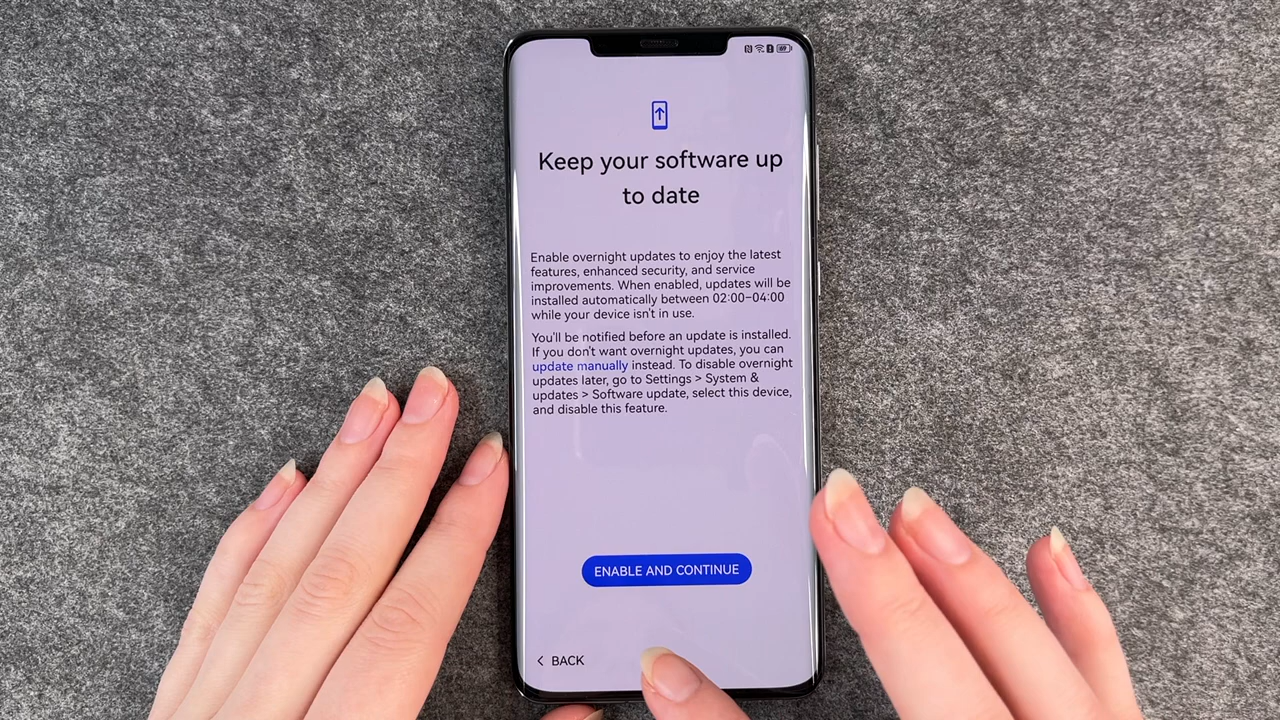 89
Keep your software up
to date
Enable overnight updates to enjoy the latest
features, enhanced security, and service
improvements. When enabled, updates will be
installed automatically between 02:00–04:00
while your device isn't in use.
You'll be notified before an update is installed.
If you don't want overnight updates, you can
update manually instead. To disable overnight
updates later, go to Settings > System &
updates > Software update, select this device,
and disable this feature.
ENABLE AND CONTINUE
BACK